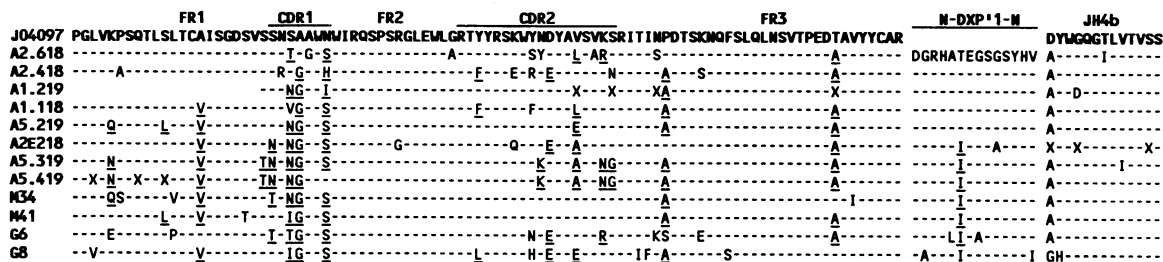 FR1 CDR1 FR2 CDR2 FR3 N-DXP'1-N JH4b
J04097 PGLVKPSQTLSLTCAISGDSVSSNSAAWNWIRQSPSRGLEWLGRTYYRSKWYNDYAVSVKSRITINPDTSKNQFSLQLNSVTPEDTAVYYCAR DYWGQGTLVTVSS
A2.618 ------------------------T-G-S-------------A--------SY---L-AR-----S-------------------A------- DGRHATEGSGSYHV A-----I------
A2.418 -----A-----------------RG--H----------------F---E-R-E------N-----A---S---------------A------- -------------- A------------
A1.219 ---NG-I---------------------------X---X----XA------------------X------- -------------- A--D---------
A1.118 --------------V---------VG--S----------------F-----F----L---------A------------------A------- -------------- A------------
A5.219 ----Q-----L---V---------NG--S---------------------------E---------A-------------------------- -------------- A------------
A2E218 --------------V-------N-NG--S-------G------------Q---E--A------------------------------------ -----I---A---- X--X--------X
A5.319 ----N---------V------TN-NG--S-----------------------K---A--NG-----A------------------A------- -----I-------- A-------I----
A5.419 --X-N--X--X---V------TN-NG--------------------------K---A--NG-----A-------------------------- -----I-------- A------------
M34 ----QS-----V--V-------T-NG--S-------------------------------------A--------------------I----- -----I-------- A------------
M41 ----------L---V----T----IG--S-------------------------------------A------------------A------- -----I-------- A------------
G6 ----E------P----------T-TG--S-----------------------N-E-----R----KS---E--------------A------- ----LI-A------ A------------
G8 --V-----------V---------IG--S----------------L-----H-E--E------IF-A------S------------------- -A-----------I GH-----------